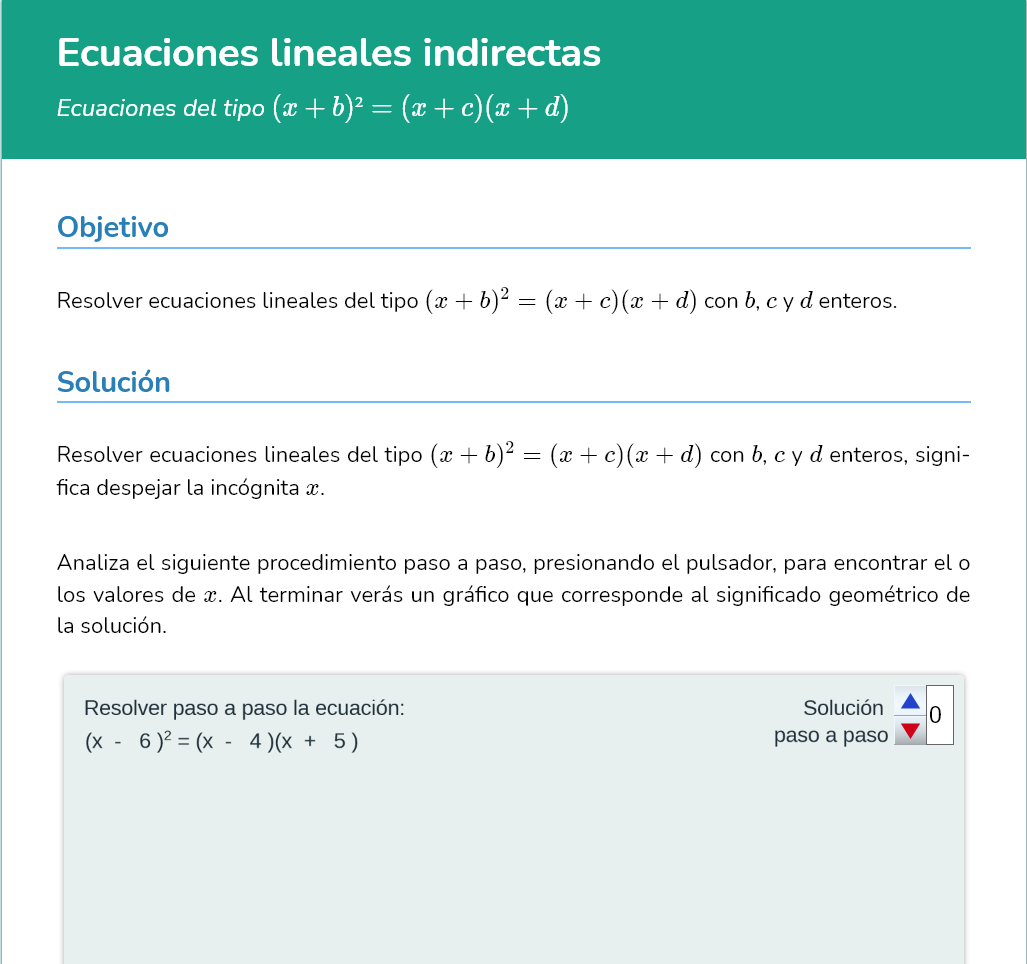 Ecuaciones lineales indirectas
Ecuaciones del tipo (x + b)² = (x + c)(x + d)
Objetivo
Resolver ecuaciones lineales del tipo (x + b)² = (x + c)(x + d) con b, c y d enteros.
Solución
Resolver ecuaciones lineales del tipo (x + b)² = (x + c)(x + d) con b, c y d enteros, signi-
fica despejar la incógnita x.
Analiza el siguiente procedimiento paso a paso, presionando el pulsador, para encontrar el o
los valores de x. Al terminar verás un gráfico que corresponde al significado geométrico de
la solución.
Resolver paso a paso la ecuación:
(x - 6 )² = (x - 4 )(x + 5 )
Solución
paso a paso
0